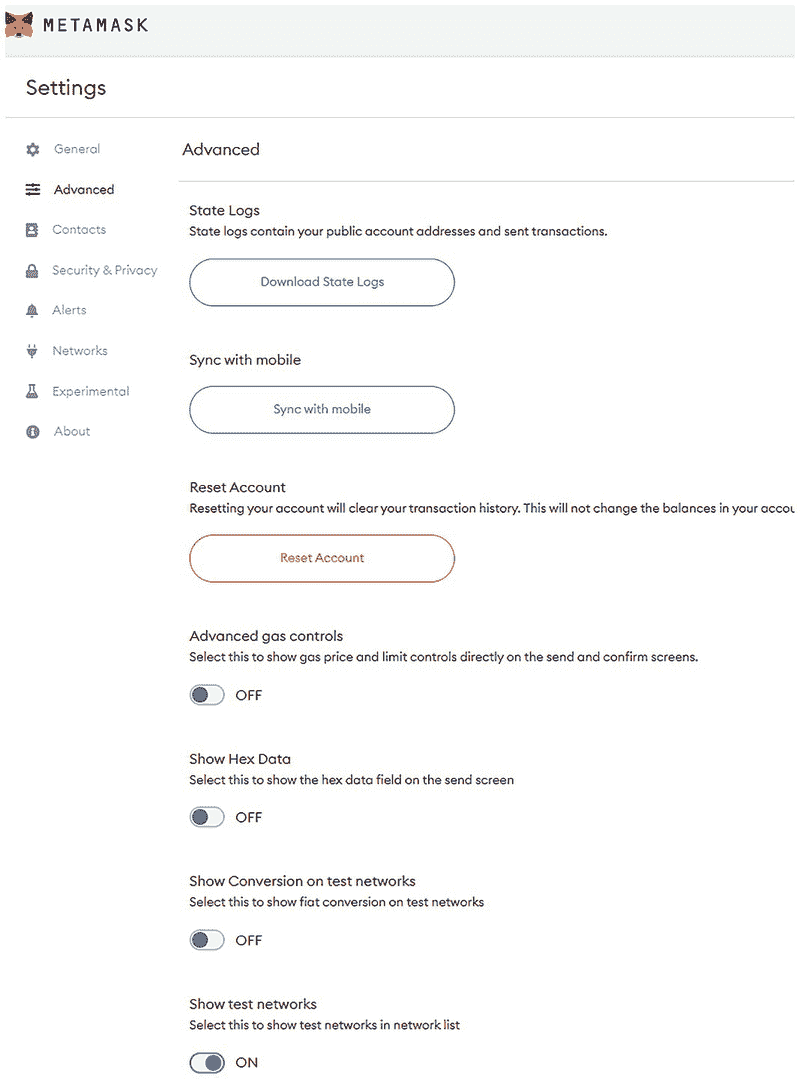 METAMASK
Settings
General
Advanced
Contacts
Security & Privacy
Alerts
Networks
Experimental
About
Advanced
State Logs
State logs contain your public account addresses and sent transactions.
Download State Logs
Sync with mobile
Sync with mobile
Reset Account
Resetting your account will clear your transaction history. This will not change the balances in your
Reset Account
Advanced gas controls
Select this to show gas price and limit controls directly on the send and confirm screens.
OFF
Show Hex Data
Select this to show the hex data field on the send screen
OFF
Show Conversion on test networks
Select this to show fiat conversion on test networks
OFF
Show test networks
Select this to show test networks in network list
ON